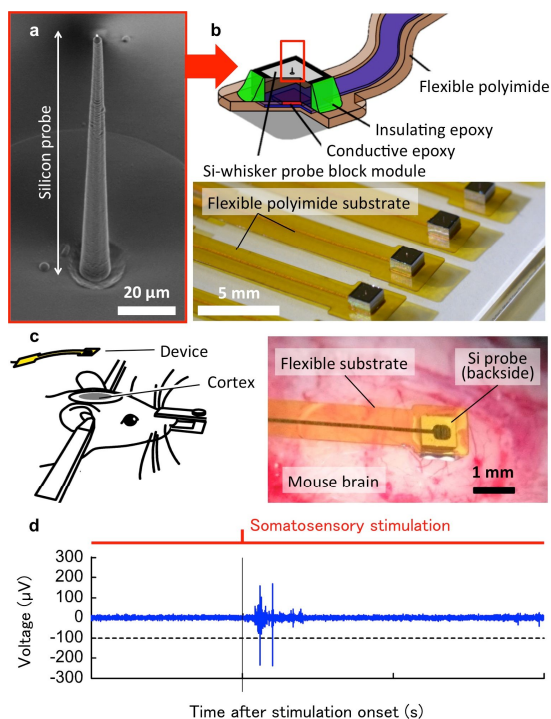 a
Silicon probe
20 µm
b
Flexible polyimide
Insulating epoxy
Conductive epoxy
Si-whisker probe block module
Flexible polyimide substrate
5 mm
c
Device
Cortex
Flexible substrate
Si probe
(backside)
Mouse brain
1 mm
d
Somatosensory stimulation
Voltage (µV)
300
200
100
0
-100
-200
-300
Time after stimulation onset (s)